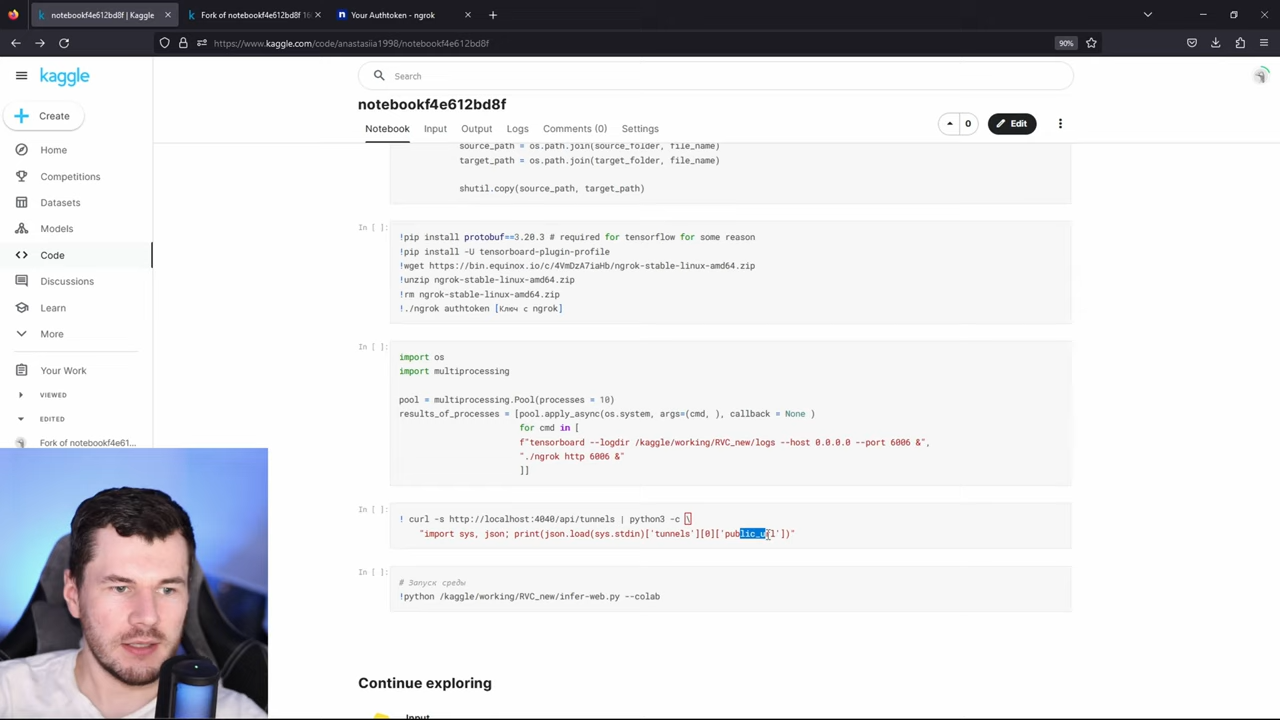 notebookf4e612bd8f | Kaggle
Your Authtoken - ngrok
https://www.kaggle.com/code/anastasiia1998/notebookf4e612bd8f
90%
kaggle
Search
Create
notebookf4e612bd8f
0
Edit
Notebook
Input
Output
Logs
Comments (0)
Settings
Home
Competitions
Datasets
Models
Code
Discussions
Learn
More
Your Work
VIEWED
EDITED
Fork of notebookf4e61...
source_path = os.path.join(source_folder, file_name)
target_path = os.path.join(target_folder, file_name)
shutil.copy(source_path, target_path)
In [ ]:
!pip install protobuf==3.20.3 # required for tensorflow for some reason
!pip install -U tensorboard-plugin-profile
!wget https://bin.equinox.io/c/4VmDzA7iaHb/ngrok-stable-linux-amd64.zip
!unzip ngrok-stable-linux-amd64.zip
!rm ngrok-stable-linux-amd64.zip
!./ngrok authtoken [Ключ с ngrok]
In [ ]:
import os
import multiprocessing
pool = multiprocessing.Pool(processes = 10)
results_of_processes = [pool.apply_async(os.system, args=(cmd, ), callback = None )
for cmd in [
f"tensorboard --logdir /kaggle/working/RVC_new/logs --host 0.0.0.0 --port 6006 &",
"./ngrok http 6006 &"
]]
In [ ]:
! curl -s http://localhost:4040/api/tunnels | python3 -c \
"import sys, json; print(json.load(sys.stdin)['tunnels'][0]['public_url'])"
In [ ]:
# Запуск среды
!python /kaggle/working/RVC_new/infer-web.py --colab
Continue exploring
Input